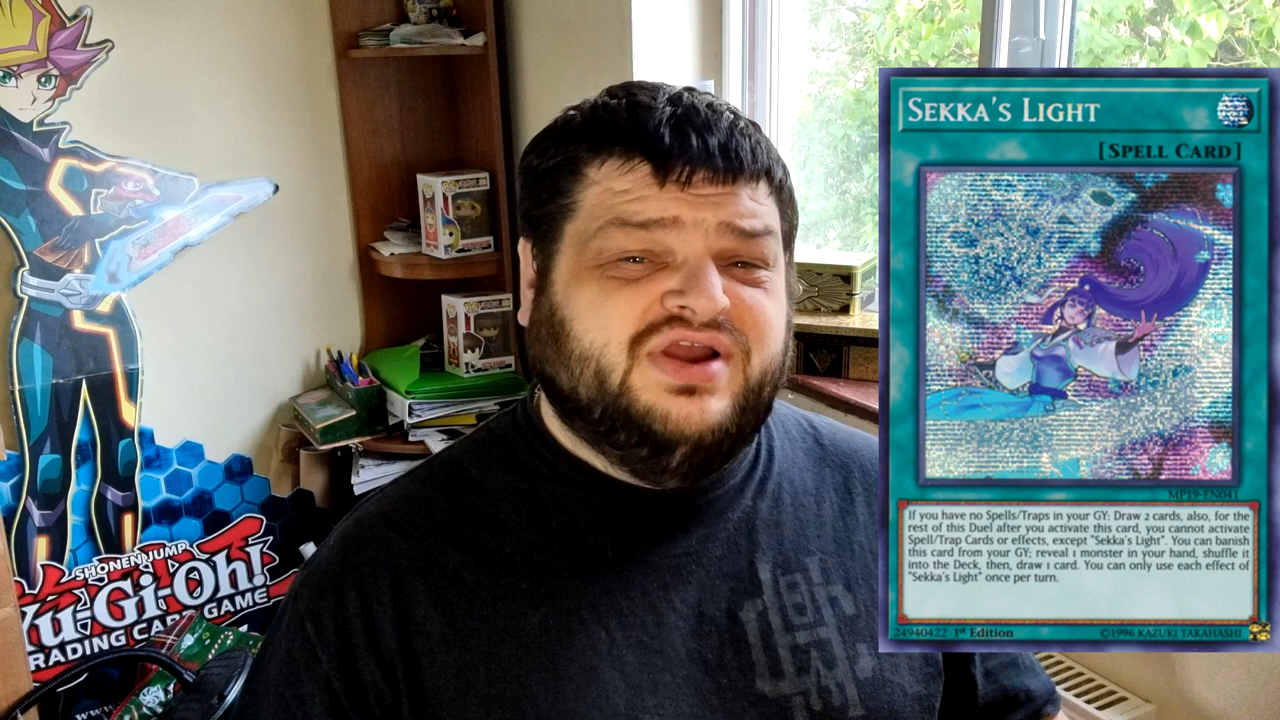 SHONEN JUMP
Yu-Gi-Oh!
TRADING CARD GAME
www.
SEKKA'S LIGHT
[SPELL CARD]
MP19-EN041
If you have no Spells/Traps in your GY: Draw 2 cards, also, for the
rest of this Duel after you activate this card, you cannot activate
Spell/Trap Cards or effects, except "Sekka's Light". You can banish
this card from your GY; reveal 1 monster in your hand, shuffle it
into the Deck, then, draw 1 card. You can only use each effect of
"Sekka's Light" once per turn.
24940422 1st Edition
©1996 KAZUKI TAKAHASHI